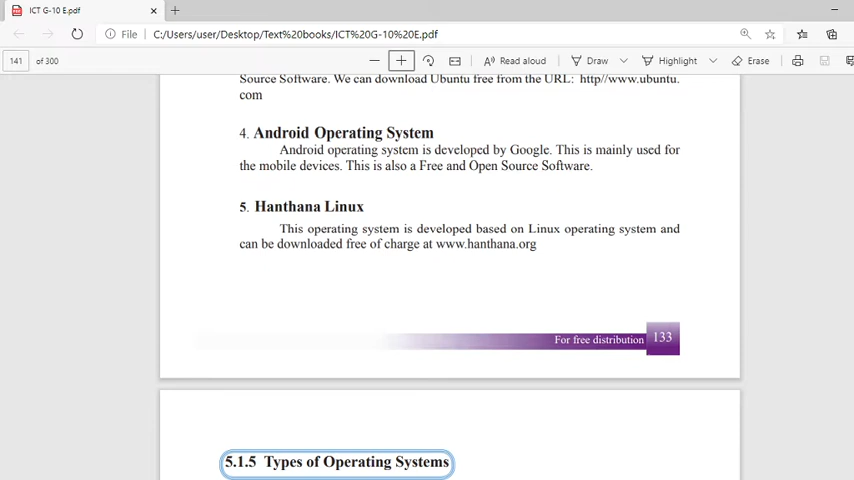 ICT G-10 E.pdf
File
C:/Users/user/Desktop/Text%20books/ICT%20G-10%20E.pdf
141 of 300
Read aloud
Draw
Highlight
Erase
Source Software. We can download Ubuntu free from the URL: http//www.ubuntu.
com
4. Android Operating System
Android operating system is developed by Google. This is mainly used for
the mobile devices. This is also a Free and Open Source Software.
5. Hanthana Linux
This operating system is developed based on Linux operating system and
can be downloaded free of charge at www.hanthana.org
For free distribution 133
5.1.5 Types of Operating Systems